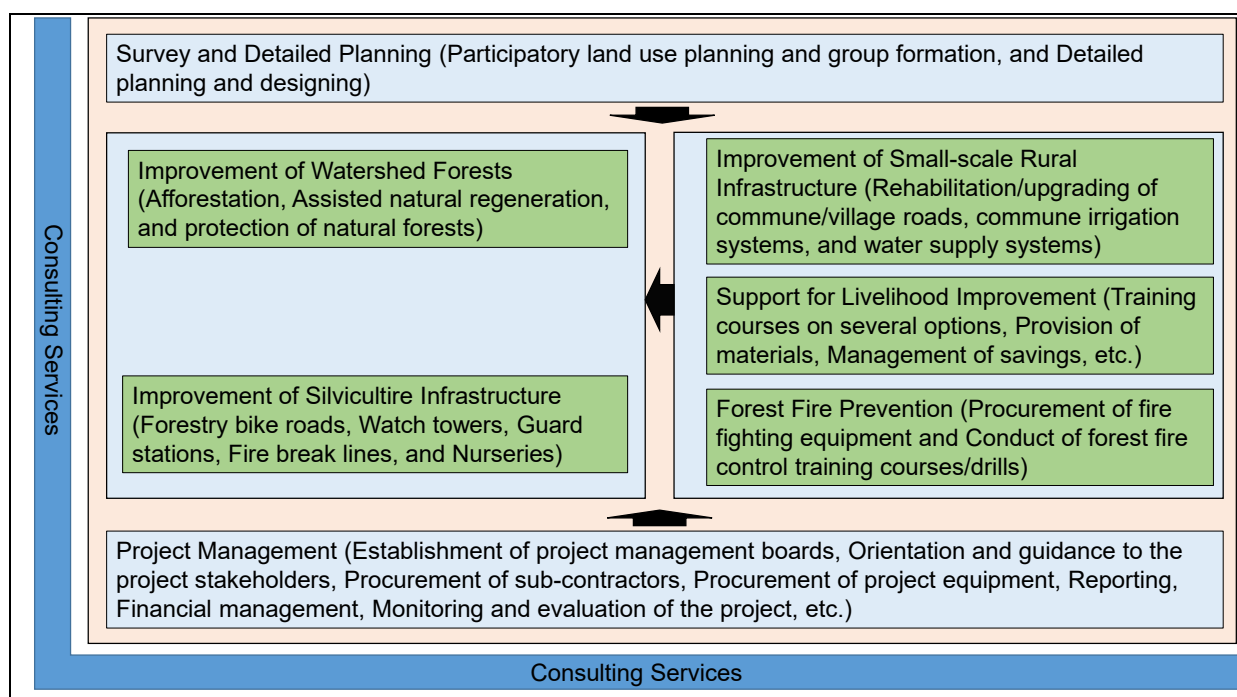 Survey and Detailed Planning (Participatory land use planning and group formation, and Detailed
planning and designing)
Consulting Services
Improvement of Watershed Forests
(Afforestation, Assisted natural regeneration,
and protection of natural forests)
Improvement of Silvicultire Infrastructure
(Forestry bike roads, Watch towers, Guard
stations, Fire break lines, and Nurseries)
Improvement of Small-scale Rural
Infrastructure (Rehabilitation/upgrading of
commune/village roads, commune irrigation
systems, and water supply systems)
Support for Livelihood Improvement (Training
courses on several options, Provision of
materials, Management of savings, etc.)
Forest Fire Prevention (Procurement of fire
fighting equipment and Conduct of forest fire
control training courses/drills)
Project Management (Establishment of project management boards, Orientation and guidance to the
project stakeholders, Procurement of sub-contractors, Procurement of project equipment, Reporting,
Financial management, Monitoring and evaluation of the project, etc.)
Consulting Services